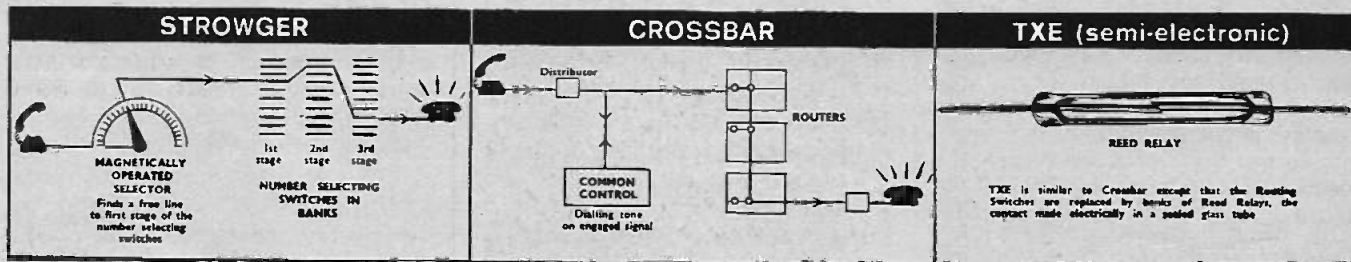 STROWGER
MAGNETICALLY
OPERATED
SELECTOR
Finds a free line
to first stage of the
number selecting
switches
1st
stage
2nd
stage
3rd
stage
NUMBER SELECTING
SWITCHES IN
BANKS
CROSSBAR
Distributor
ROUTERS
COMMON
CONTROL
Dialling tone
on engaged signal
TXE (semi-electronic)
REED RELAY
TXE is similar to Crossbar except that the Routing
Switches are replaced by banks of Reed Relays, the
contact made electrically in a sealed glass tube